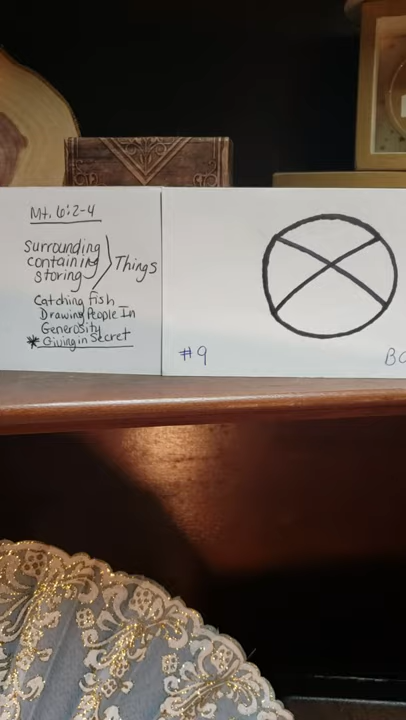 Mt. 6:2-4
Surrounding
containing
storing
Things
Catching Fish
Drawing People In
Generosity
* Giving in Secret
#9